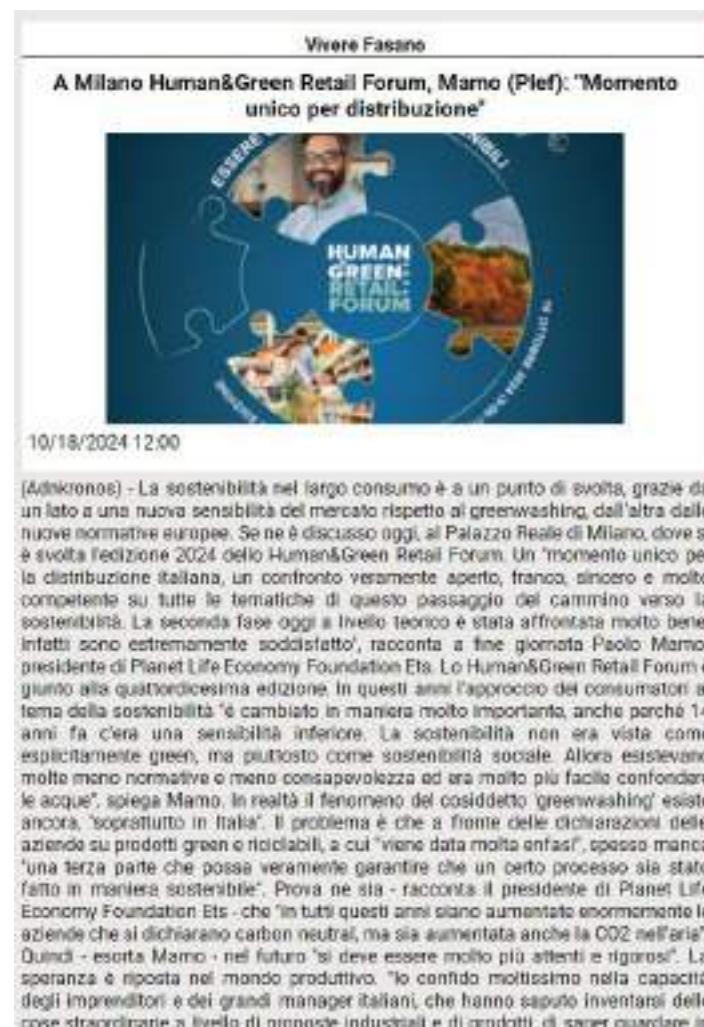 Vivere Fasano
A Milano Human&Green Retail Forum, Mamo (Plef): "Momento
unico per distribuzione"
ESSERE
HUMAN
GREEN
RETAIL
FORUM
10/18/2024 12:00
(Adnkronos) - La sostenibilità nel largo consumo è a un punto di svolta, grazie da
un lato a una nuova sensibilità del mercato rispetto al greenwashing, dall'altra dalle
nuove normative europee. Se ne è discusso oggi, al Palazzo Reale di Milano, dove s
è svolta l'edizione 2024 dello Human&Green Retail Forum. Un "momento unico pe
la distribuzione italiana, un confronto veramente aperto, franco, sincero e molto
competente su tutte le tematiche di questo passaggio del cammino verso la
sostenibilità. La seconda fase oggi a livello teorico è stata affrontata molto bene
infatti sono estremamente soddisfatto", racconta a fine giornata Paolo Mamo,
presidente di Planet Life Economy Foundation Ets. Lo Human&Green Retail Forum è
giunto alla quattordicesima edizione. In questi anni l'approccio dei consumatori al
tema della sostenibilità "è cambiato in maniera molto importante, anche perché 14
anni fa c'era una sensibilità inferiore. La sostenibilità non era vista come
esplicitamente green, ma piuttosto come sostenibilità sociale. Allora esistevano
molte meno normative e meno consapevolezza ed era molto più facile confondere
le acque", spiega Mamo. In realtà il fenomeno del cosiddetto 'greenwashing' esiste
ancora, "soprattutto in Italia". Il problema è che a fronte delle dichiarazioni delle
aziende su prodotti green e riciclabili, a cui "viene data molta enfasi", spesso manca
"una terza parte che possa veramente garantire che un certo processo sia stato
fatto in maniera sostenibile". Prova ne sia - racconta il presidente di Planet Life
Economy Foundation Ets - che "in tutti questi anni siano aumentate enormemente le
aziende che si dichiarano carbon neutral, ma sia aumentata anche la CO2 nell'aria"
Quindi - esorta Mamo - nel futuro "si deve essere molto più attenti e rigorosi". La
speranza è riposta nel mondo produttivo. "Io confido moltissimo nella capacità
degli imprenditori e dei grandi manager italiani, che hanno saputo inventarsi delle
cose straordinarie a livello di proposte industriali e di prodotti, di saper guardare